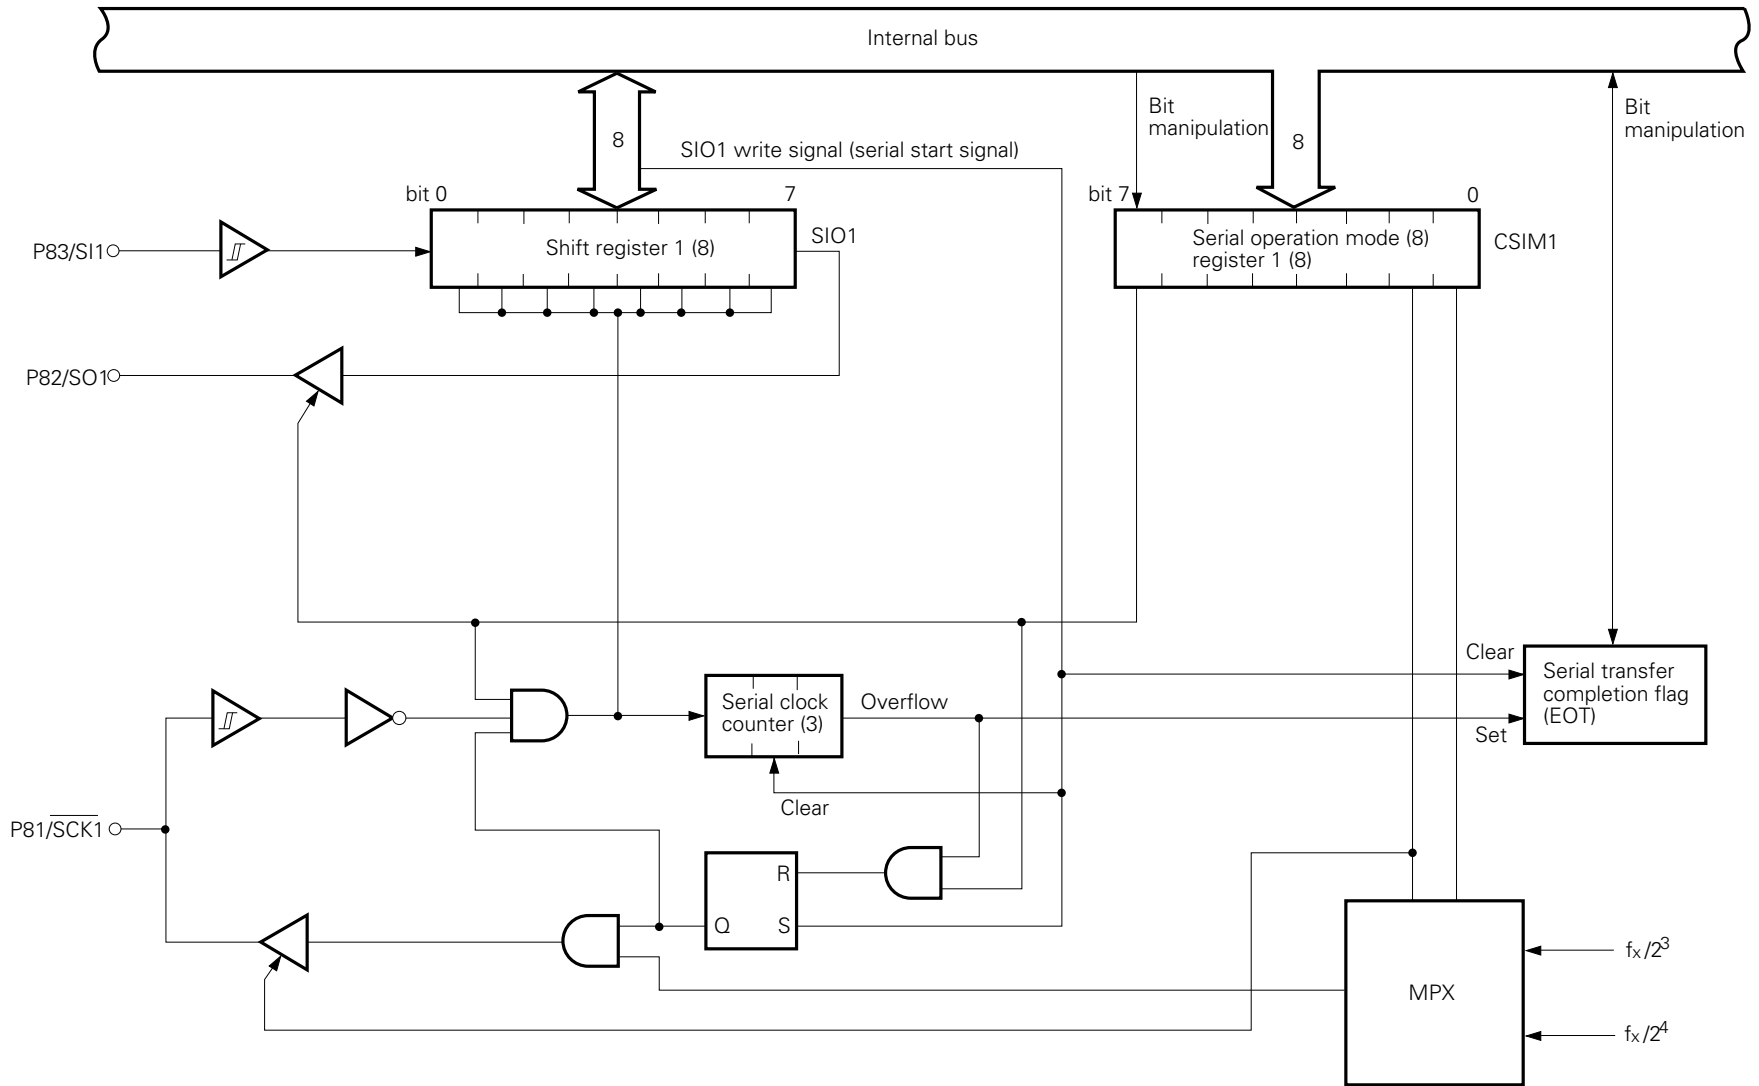 Internal bus
8
SIO1 write signal (serial start signal)
Bit
manipulation
8
Bit
manipulation
bit 0
7
bit 7
0
P83/SI1
Shift register 1 (8)
SIO1
Serial operation mode (8)
register 1 (8)
CSIM1
P82/SO1
Clear
Serial clock
counter (3)
Overflow
Set
Serial transfer
completion flag
(EOT)
Clear
P81/S̅C̅K̅1̅
R
Q
S
MPX
fx/2³
fx/2⁴